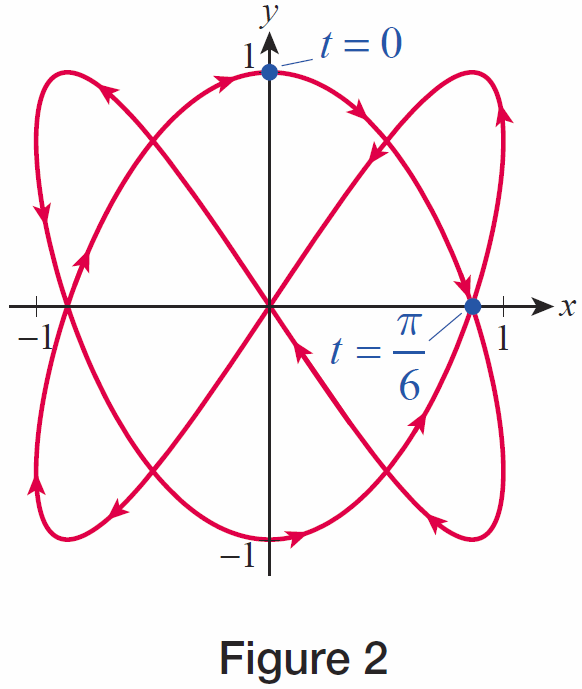 y
1
t = 0
x
−1
t = π/6
1
−1
Figure 2